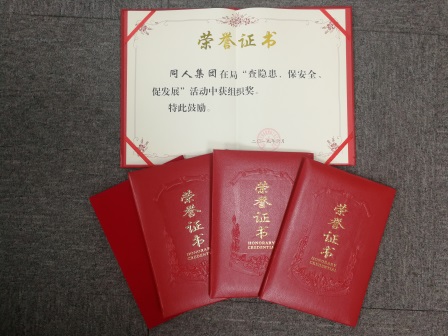 荣誉证书
同人集团在局“查隐患、保安全、
促发展”活动中获组织奖。
特此鼓励。
荣誉证书
HONORARY
CREDENTIAL
荣誉证书
HONORARY
CREDENTIAL
荣誉证书
HONORARY
CREDENTIAL